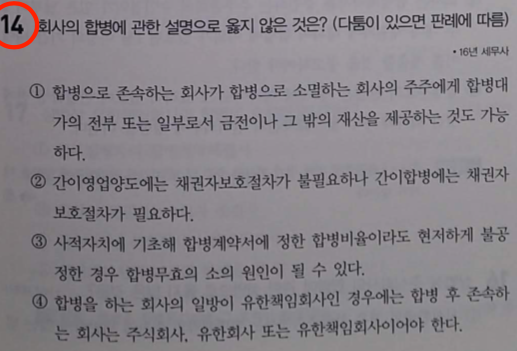 14 회사의 합병에 관한 설명으로 옳지 않은 것은? (다툼이 있으면 판례에 따름)
• 16년 세무사
① 합병으로 존속하는 회사가 합병으로 소멸하는 회사의 주주에게 합병대
가의 전부 또는 일부로서 금전이나 그 밖의 재산을 제공하는 것도 가능
하다.
② 간이영업양도에는 채권자보호절차가 불필요하나 간이합병에는 채권자
보호절차가 필요하다.
③ 사적자치에 기초해 합병계약서에 정한 합병비율이라도 현저하게 불공
정한 경우 합병무효의 소의 원인이 될 수 있다.
④ 합병을 하는 회사의 일방이 유한책임회사인 경우에는 합병 후 존속하
는 회사는 주식회사, 유한회사 또는 유한책임회사이어야 한다.